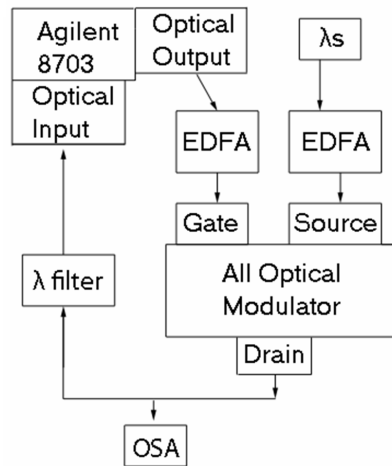 Agilent
8703
Optical
Output
λs
Optical
Input
EDFA
EDFA
Gate
Source
λ filter
All Optical
Modulator
Drain
OSA